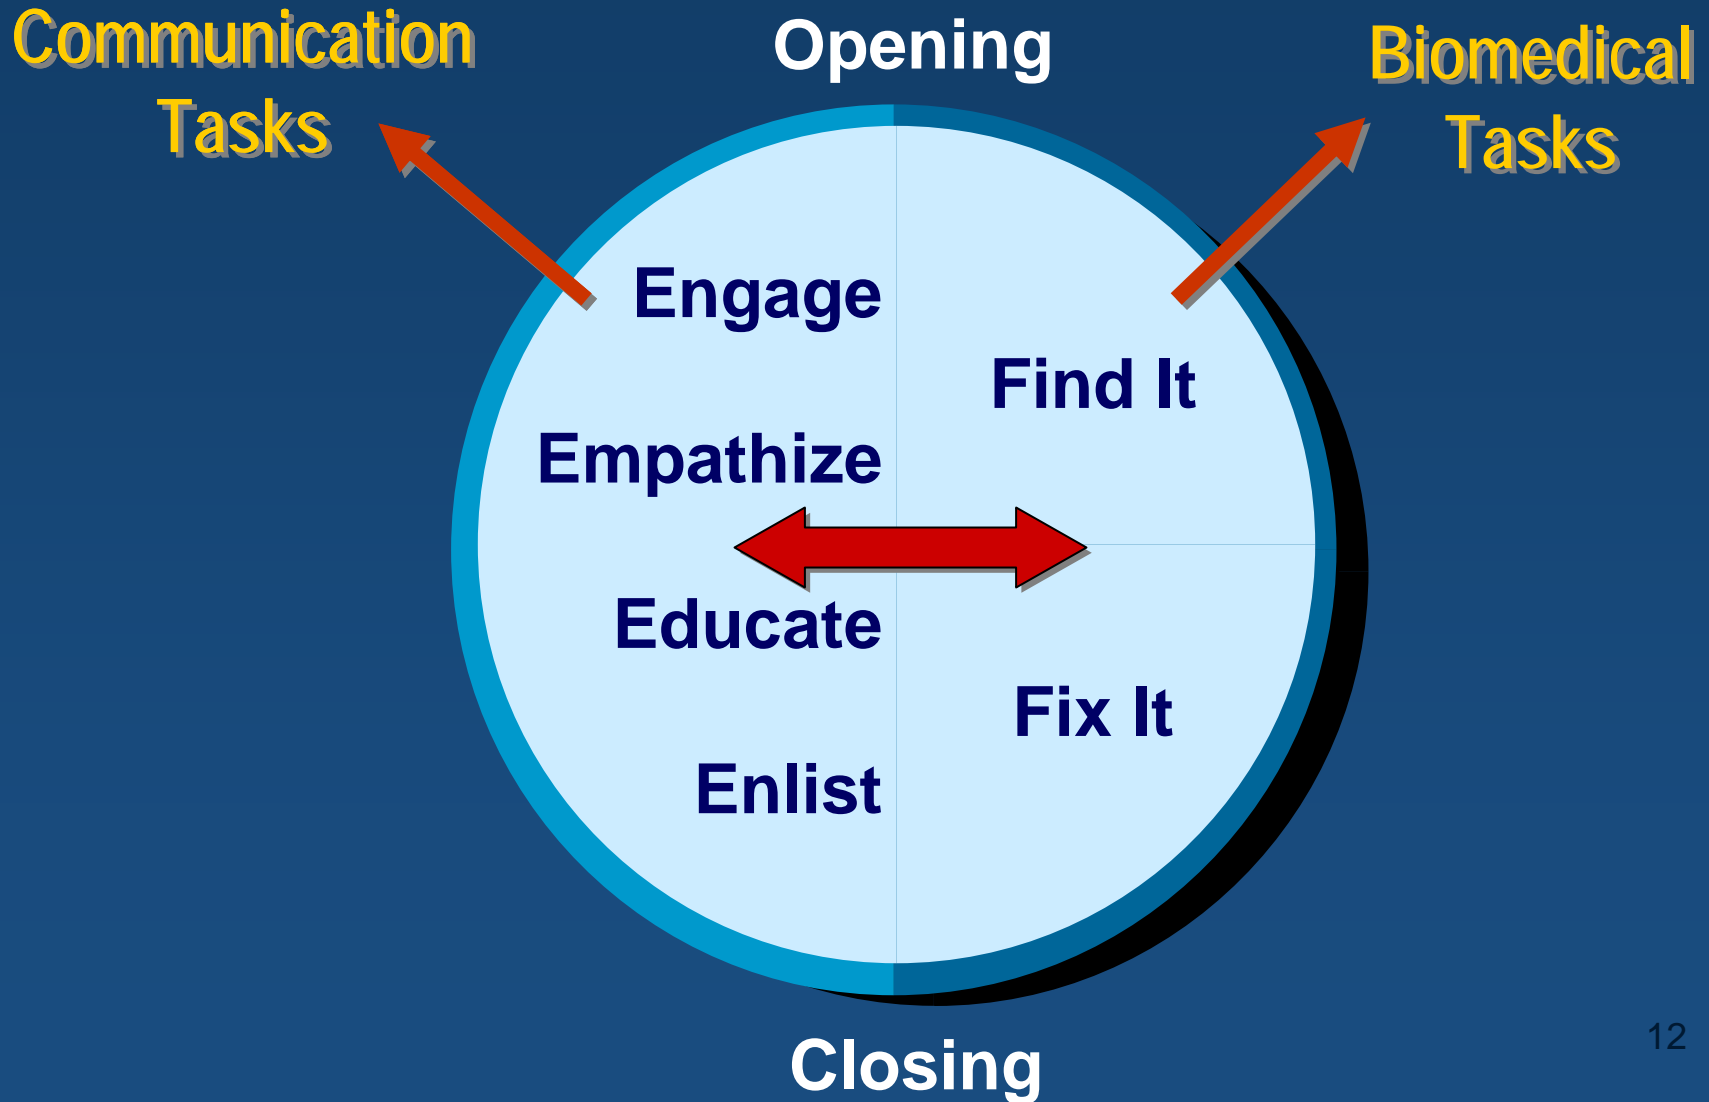 Communication
Tasks
Opening
Biomedical
Tasks
Engage
Find It
Empathize
Educate
Fix It
Enlist
Closing
12